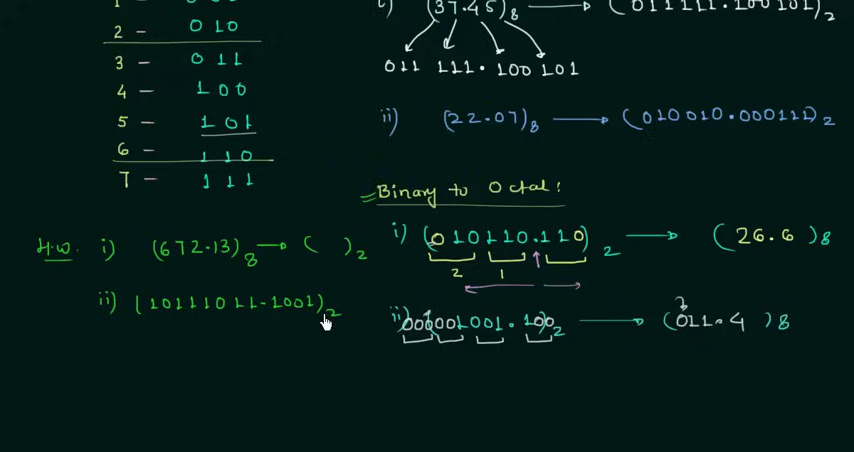 2 - 010
3 - 011
4 - 100
5 - 101
6 - 110
7 - 111
H.W. i) (672.13)8 → ( )2
ii) (10111011-1001)2
(37.45)8 → (011111.100101)2
011 111.100 101
ii) (22.07)8 → (010010.000111)2
=Binary to Octal:
i) (010110.110)2 → (26.6)8
2 1
ii) 000001001.100)2 → (011.4)8